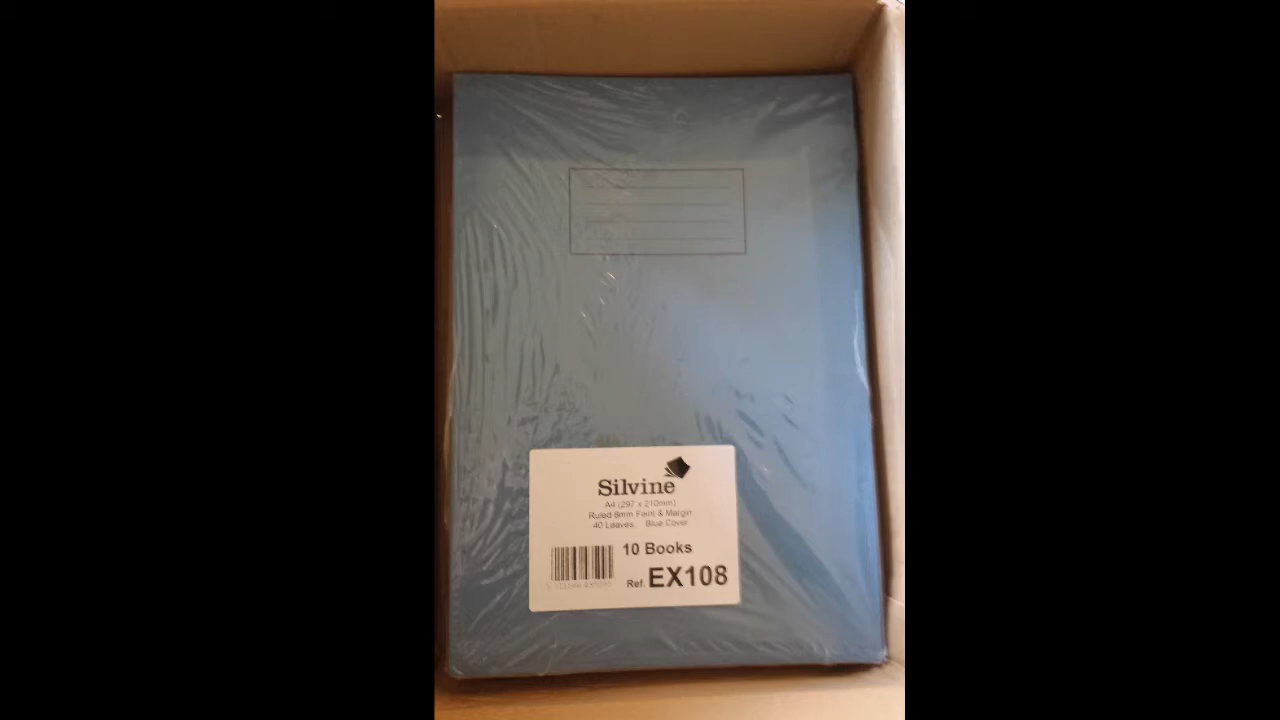 Silvine
A4 (297 x 210mm)
Ruled 8mm Feint & Margin
40 Leaves. Blue Cover
10 Books
Ref. EX108